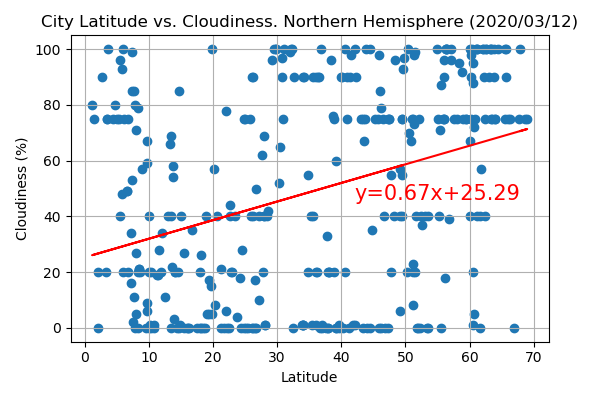 City Latitude vs. Cloudiness. Northern Hemisphere (2020/03/12)
100
80
60
40
20
0
Cloudiness (%)
y=0.67x+25.29
0 10 20 30 40 50 60 70
Latitude